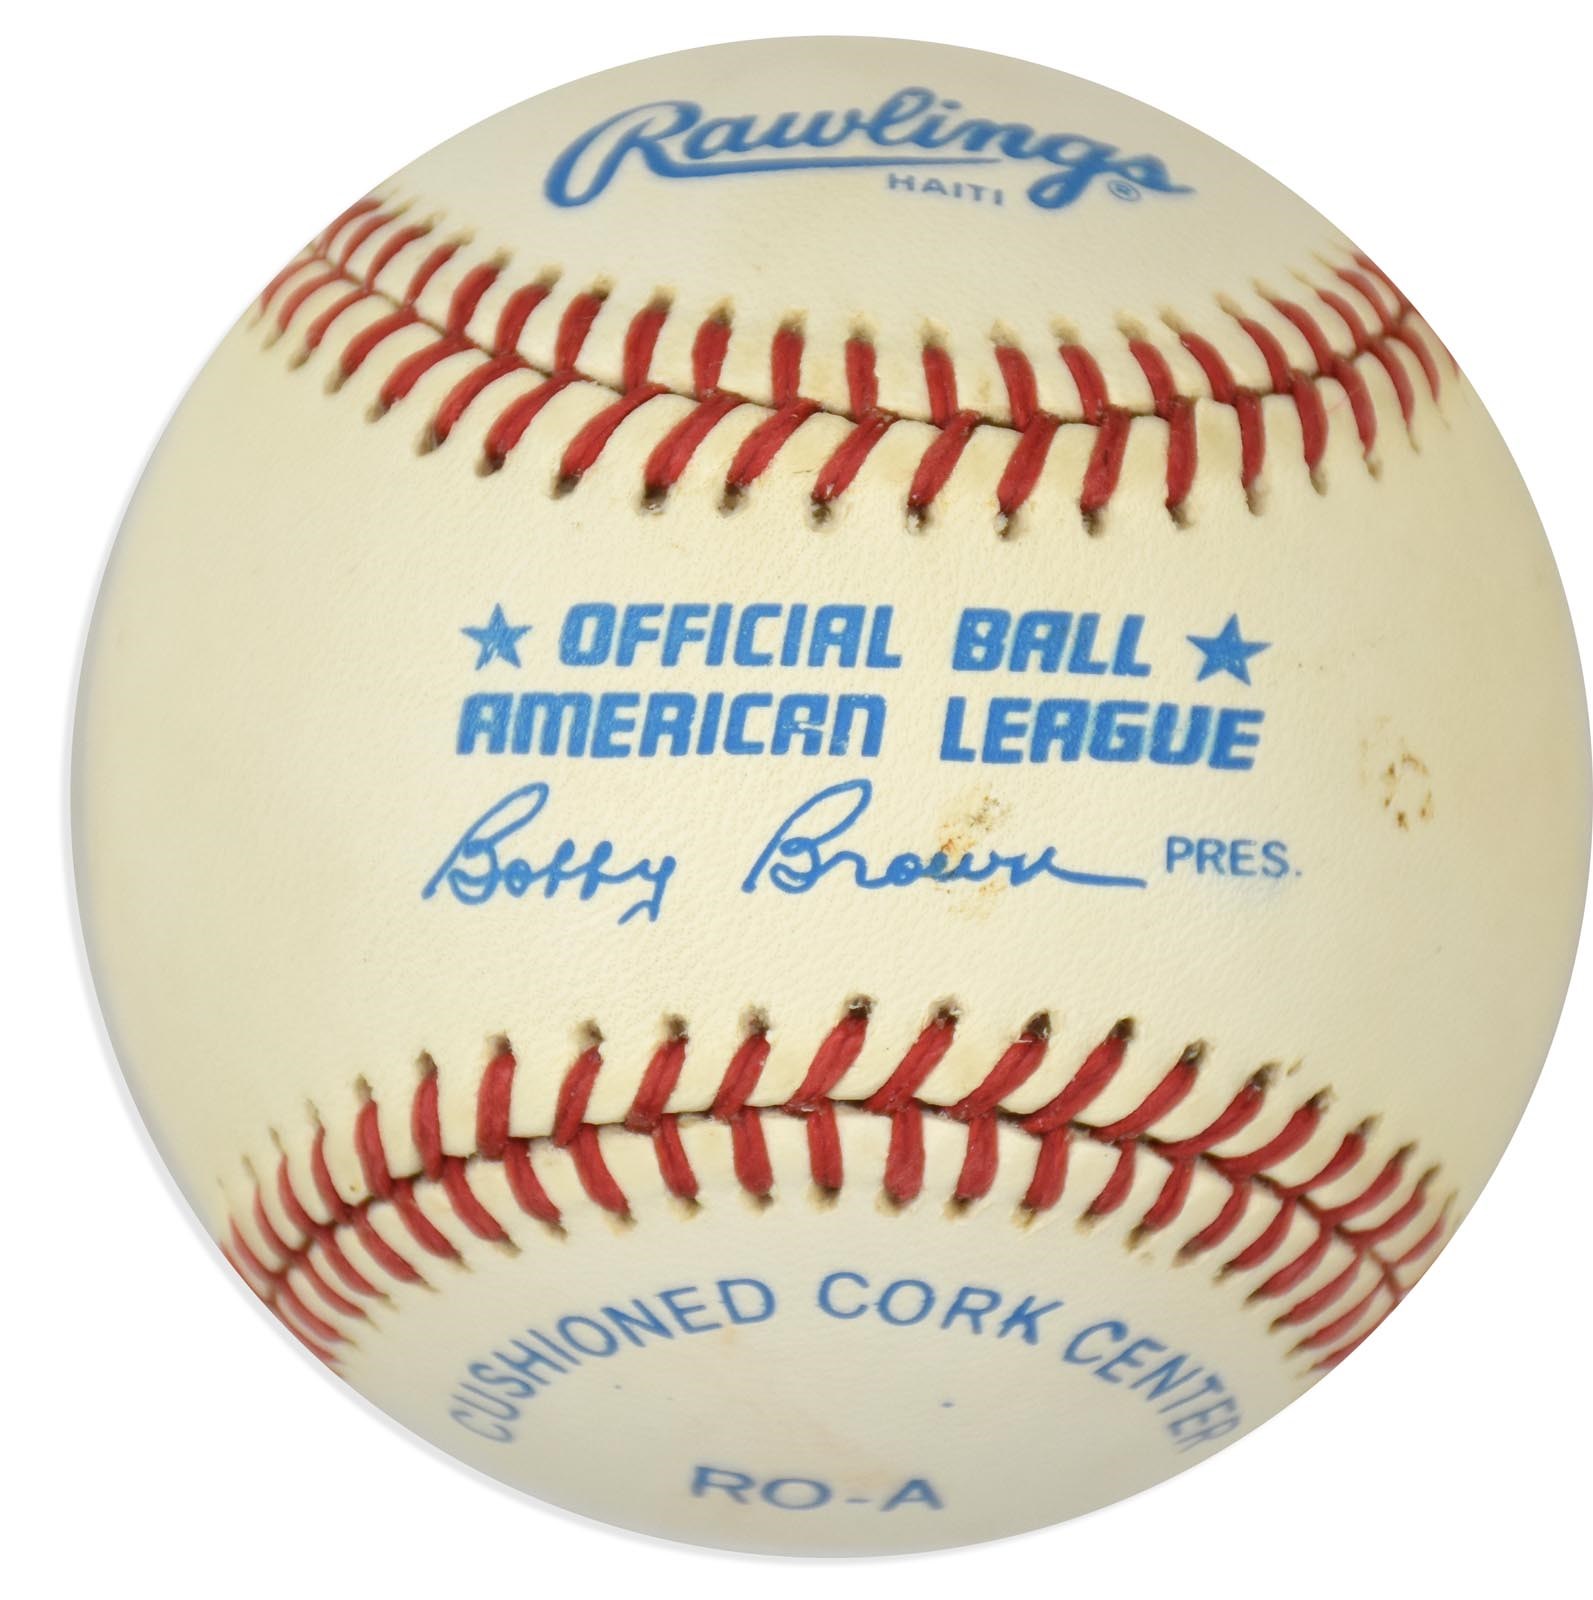 Rawlings®
HAITI
★ OFFICIAL BALL ★
AMERICAN LEAGUE
Bobby Brown PRES.
CUSHIONED CORK CENTER
RO-A